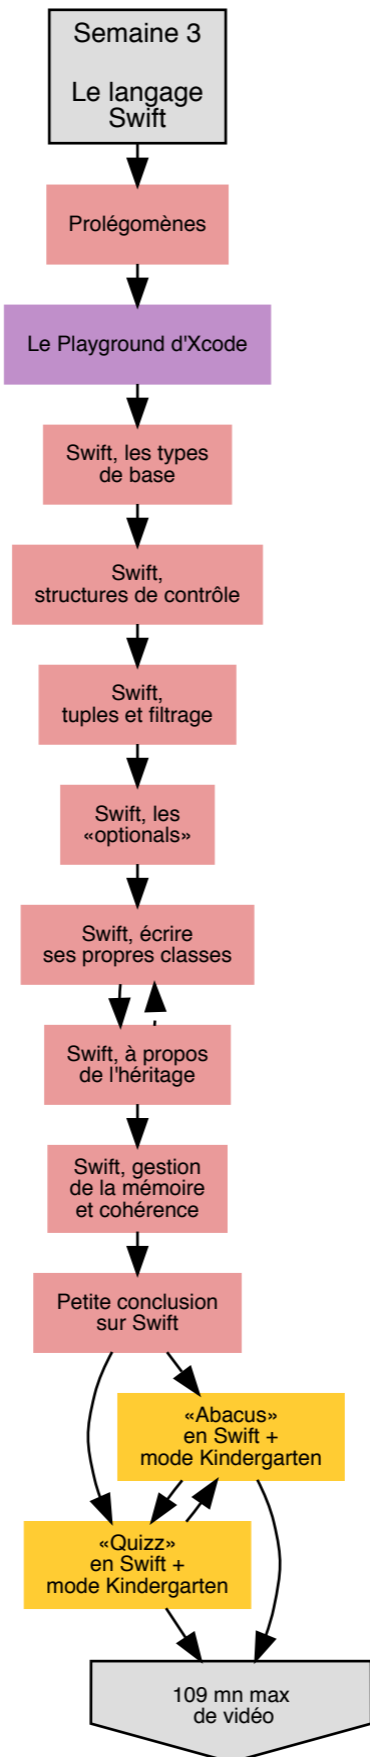 Semaine 3
Le langage
Swift
Prolégomènes
Le Playground d'Xcode
Swift, les types
de base
Swift,
structures de contrôle
Swift,
tuples et filtrage
Swift, les
«optionals»
Swift, écrire
ses propres classes
Swift, à propos
de l'héritage
Swift, gestion
de la mémoire
et cohérence
Petite conclusion
sur Swift
«Abacus»
en Swift +
mode Kindergarten
«Quizz»
en Swift +
mode Kindergarten
109 mn max
de vidéo